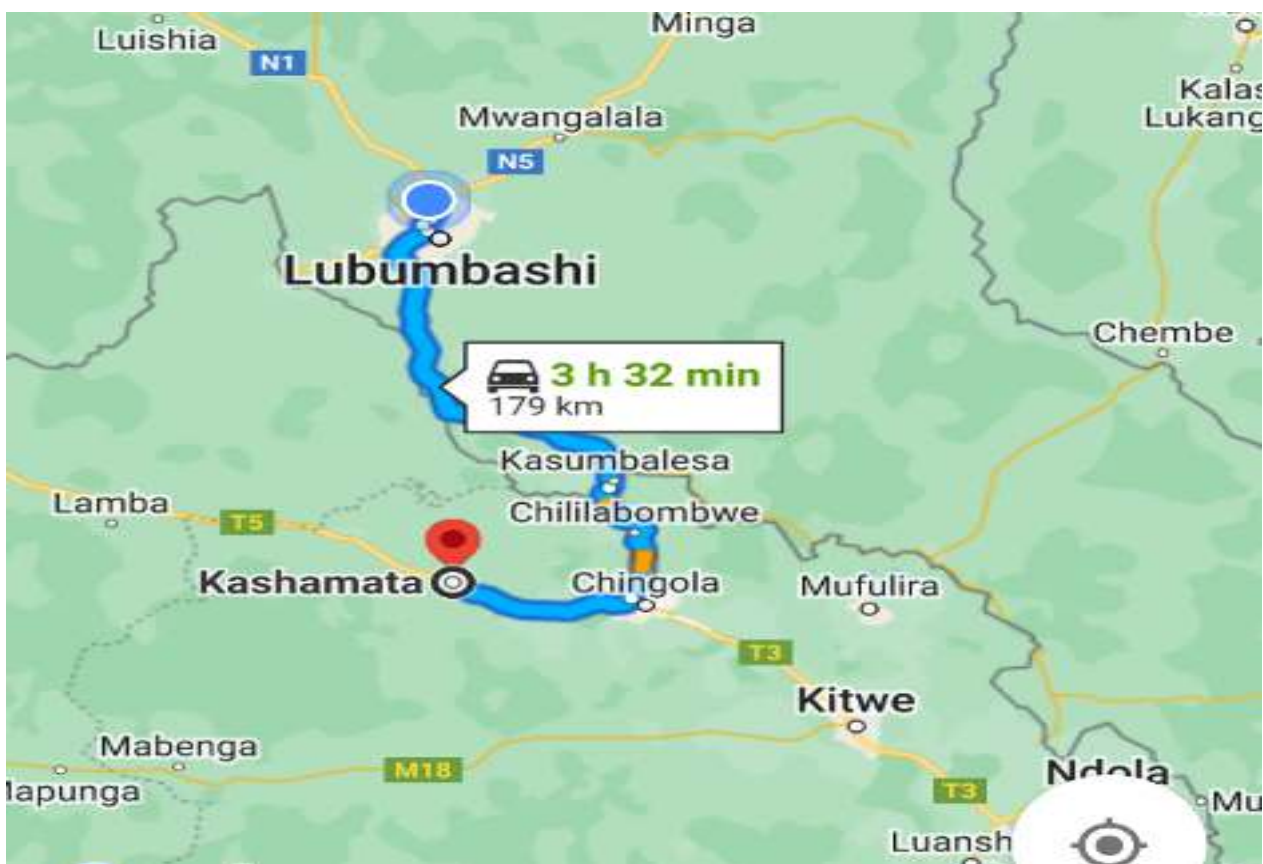 Minga
Luishia
N1
Kalas
Lukang
Mwangalala
N5
Lubumbashi
Chembe
3 h 32 min
179 km
Kasumbalesa
Lamba
T5
Chililabombwe
Kashamata
Chingola
Mufulira
T3
Kitwe
Mabenga
M18
Mapunga
Ndola
T3
Mu
Luansh